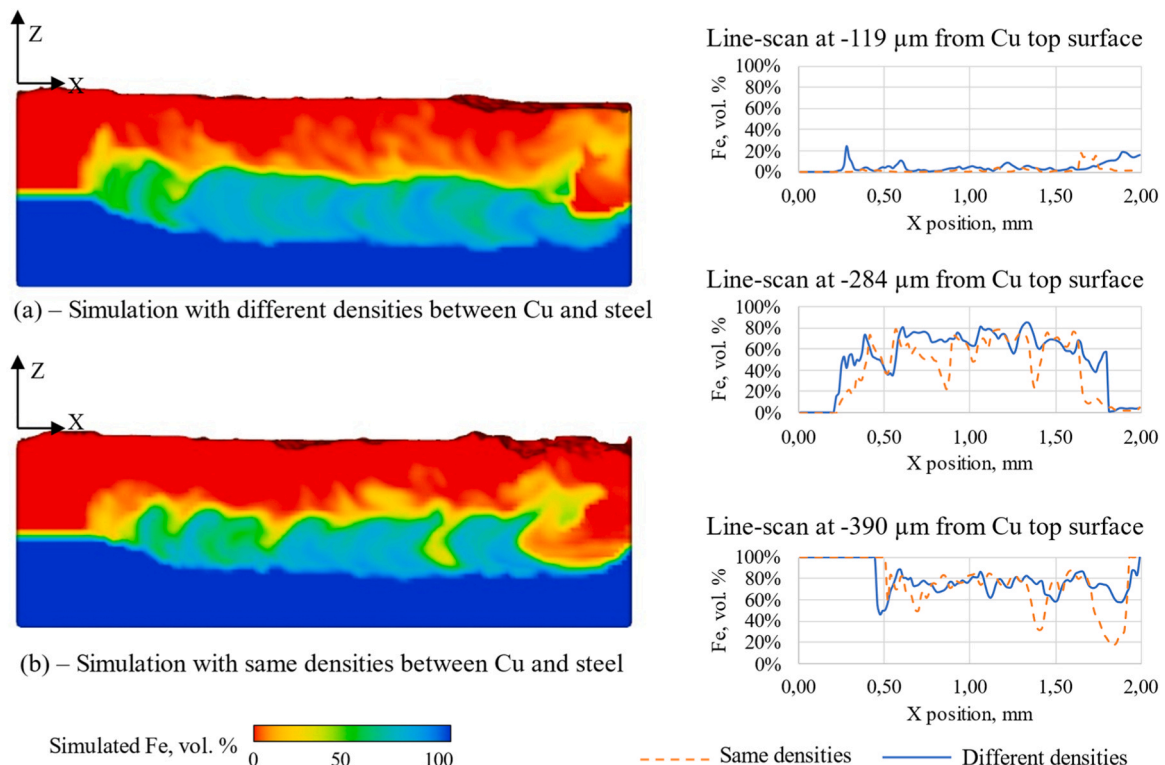 Z
X
(a) – Simulation with different densities between Cu and steel
Z
X
(b) – Simulation with same densities between Cu and steel
Simulated Fe, vol. %
0 50 100
Line-scan at -119 µm from Cu top surface
Fe, vol. %
100%
80%
60%
40%
20%
0%
0,00 0,50 1,00 1,50 2,00
X position, mm
Line-scan at -284 µm from Cu top surface
Fe, vol. %
100%
80%
60%
40%
20%
0%
0,00 0,50 1,00 1,50 2,00
X position, mm
Line-scan at -390 µm from Cu top surface
Fe, vol. %
100%
80%
60%
40%
20%
0%
0,00 0,50 1,00 1,50 2,00
X position, mm
Same densities Different densities